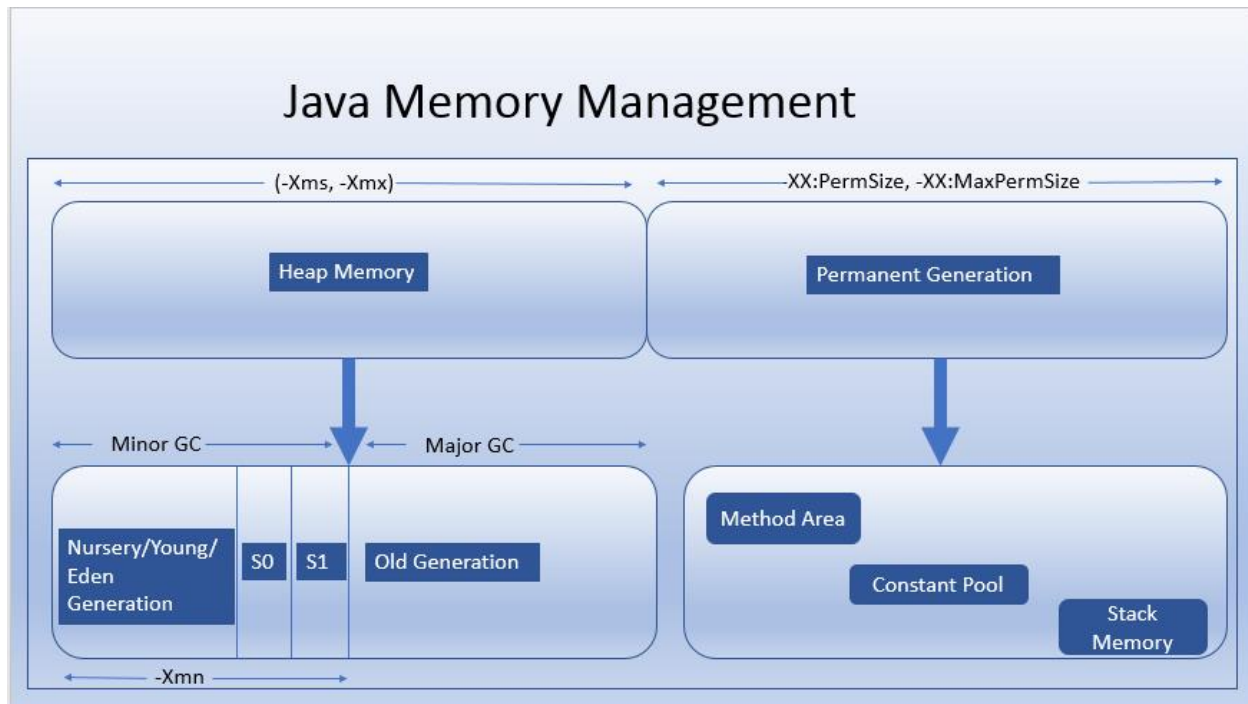 Java Memory Management
(-Xms, -Xmx)
-XX:PermSize, -XX:MaxPermSize
Heap Memory
Permanent Generation
Minor GC
Major GC
Nursery/Young/
Eden
Generation
S0
S1
Old Generation
Method Area
Constant Pool
Stack
Memory
-Xmn